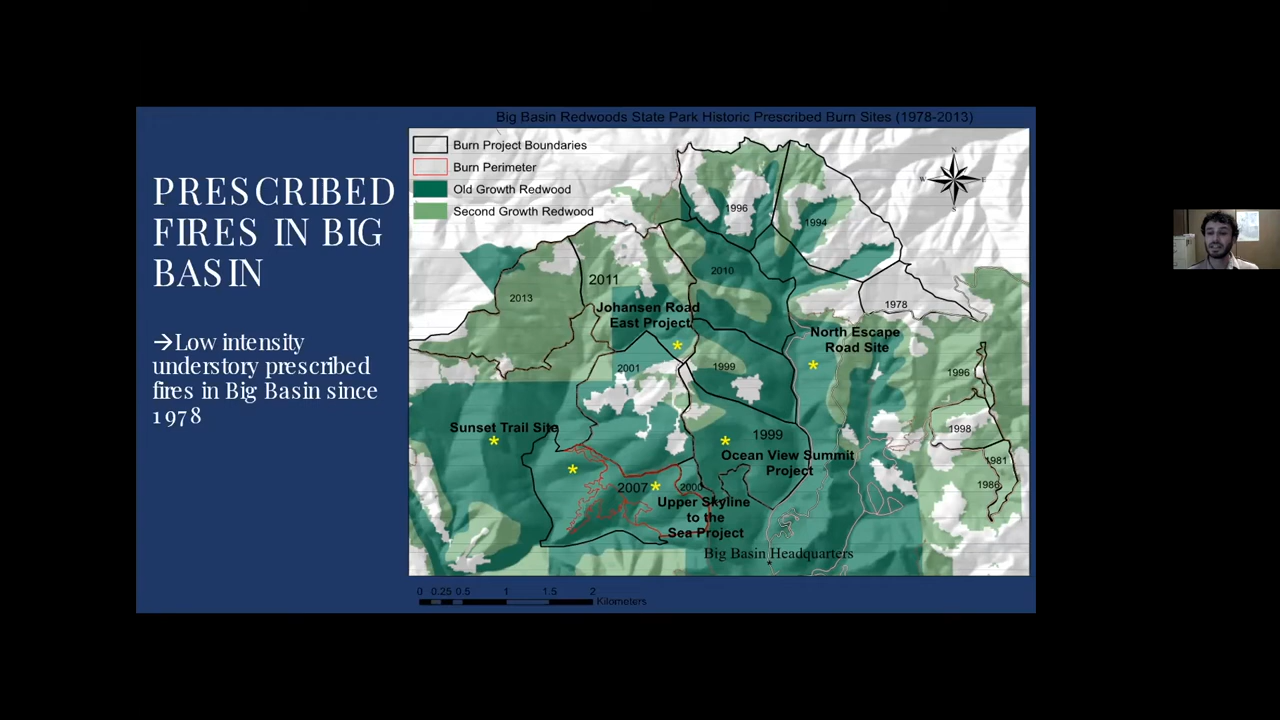 Big Basin Redwoods State Park Historic Prescribed Burn Sites (1978-2013)
PRESCRIBED
FIRES IN BIG
BASIN
→Low intensity
understory prescribed
fires in Big Basin since
1978
Burn Project Boundaries
Burn Perimeter
Old Growth Redwood
Second Growth Redwood
N
W
E
S
1996
1994
2010
2011
2013
1978
Johansen Road
East Project
North Escape
Road Site
2001
1999
1996
Sunset Trail Site
1999
1998
Ocean View Summit
Project
1981
1986
2007
2000
Upper Skyline
to the
Sea Project
Big Basin Headquarters
0 0.25 0.5 1 1.5 2
Kilometers